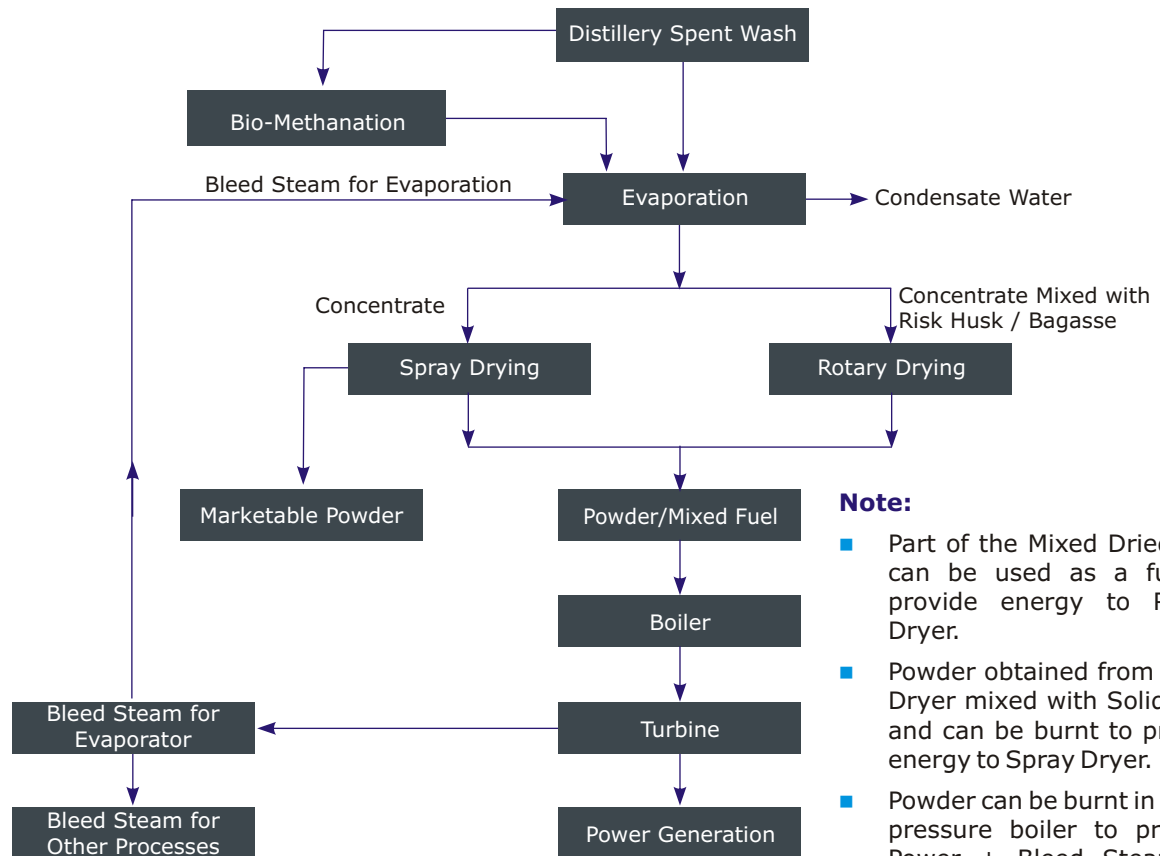 Distillery Spent Wash
Bio-Methanation
Bleed Steam for Evaporation
Evaporation
Condensate Water
Concentrate
Concentrate Mixed with
Risk Husk / Bagasse
Spray Drying
Rotary Drying
Marketable Powder
Powder/Mixed Fuel
Boiler
Bleed Steam for
Evaporator
Turbine
Bleed Steam for
Other Processes
Power Generation
Note:
Part of the Mixed Dried
can be used as a
provide energy to
Dryer.
Powder obtained from
Dryer mixed with
and can be burnt to
energy to Spray Dryer.
Powder can be burnt in
pressure boiler to
Power + Bleed